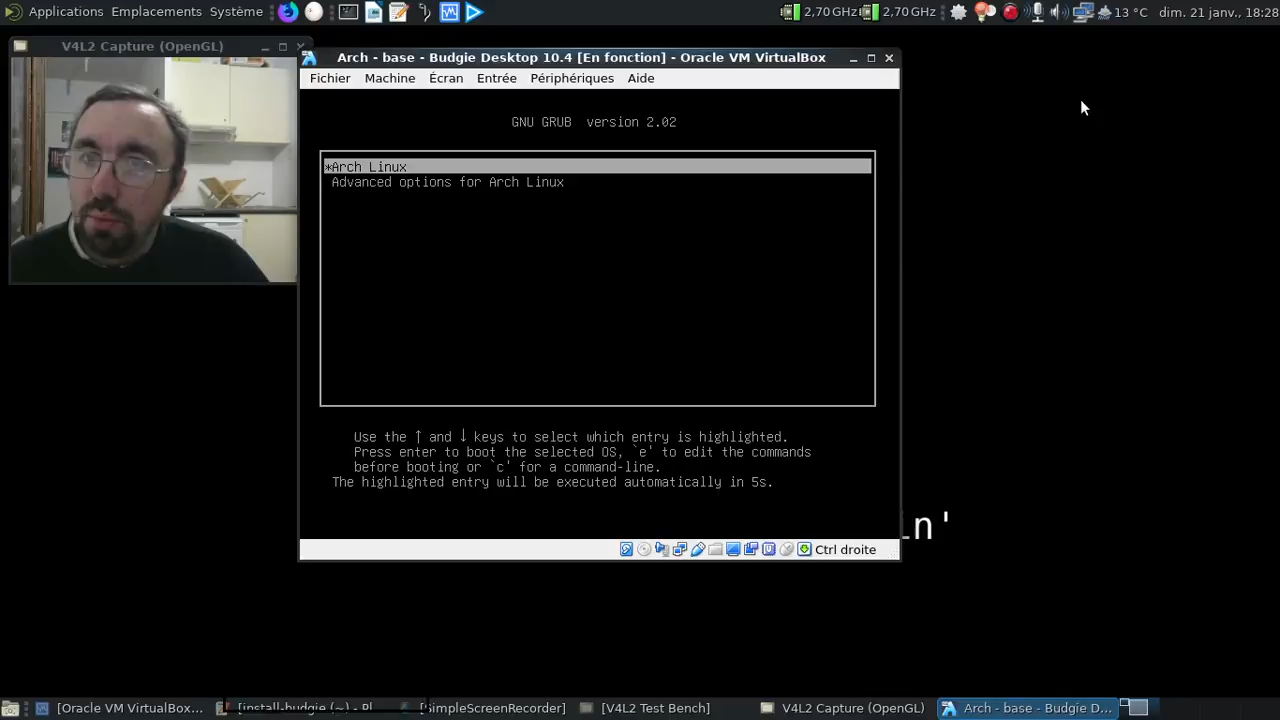 Applications Emplacements Système 2,70 GHz 2,70 GHz 13 °C dim. 21 janv., 18:28
V4L2 Capture (OpenGL)
Arch - base - Budgie Desktop 10.4 [En fonction] - Oracle VM VirtualBox
Fichier Machine Écran Entrée Périphériques Aide
GNU GRUB version 2.02
*Arch Linux
Advanced options for Arch Linux
Use the ↑ and ↓ keys to select which entry is highlighted.
Press enter to boot the selected OS, `e' to edit the commands
before booting or `c' for a command-line.
The highlighted entry will be executed automatically in 5s.
in'
Ctrl droite
[Oracle VM VirtualBox... [install-budgie (~) - Pl... [SimpleScreenRecorder] [V4L2 Test Bench] V4L2 Capture (OpenGL) Arch - base - Budgie D...